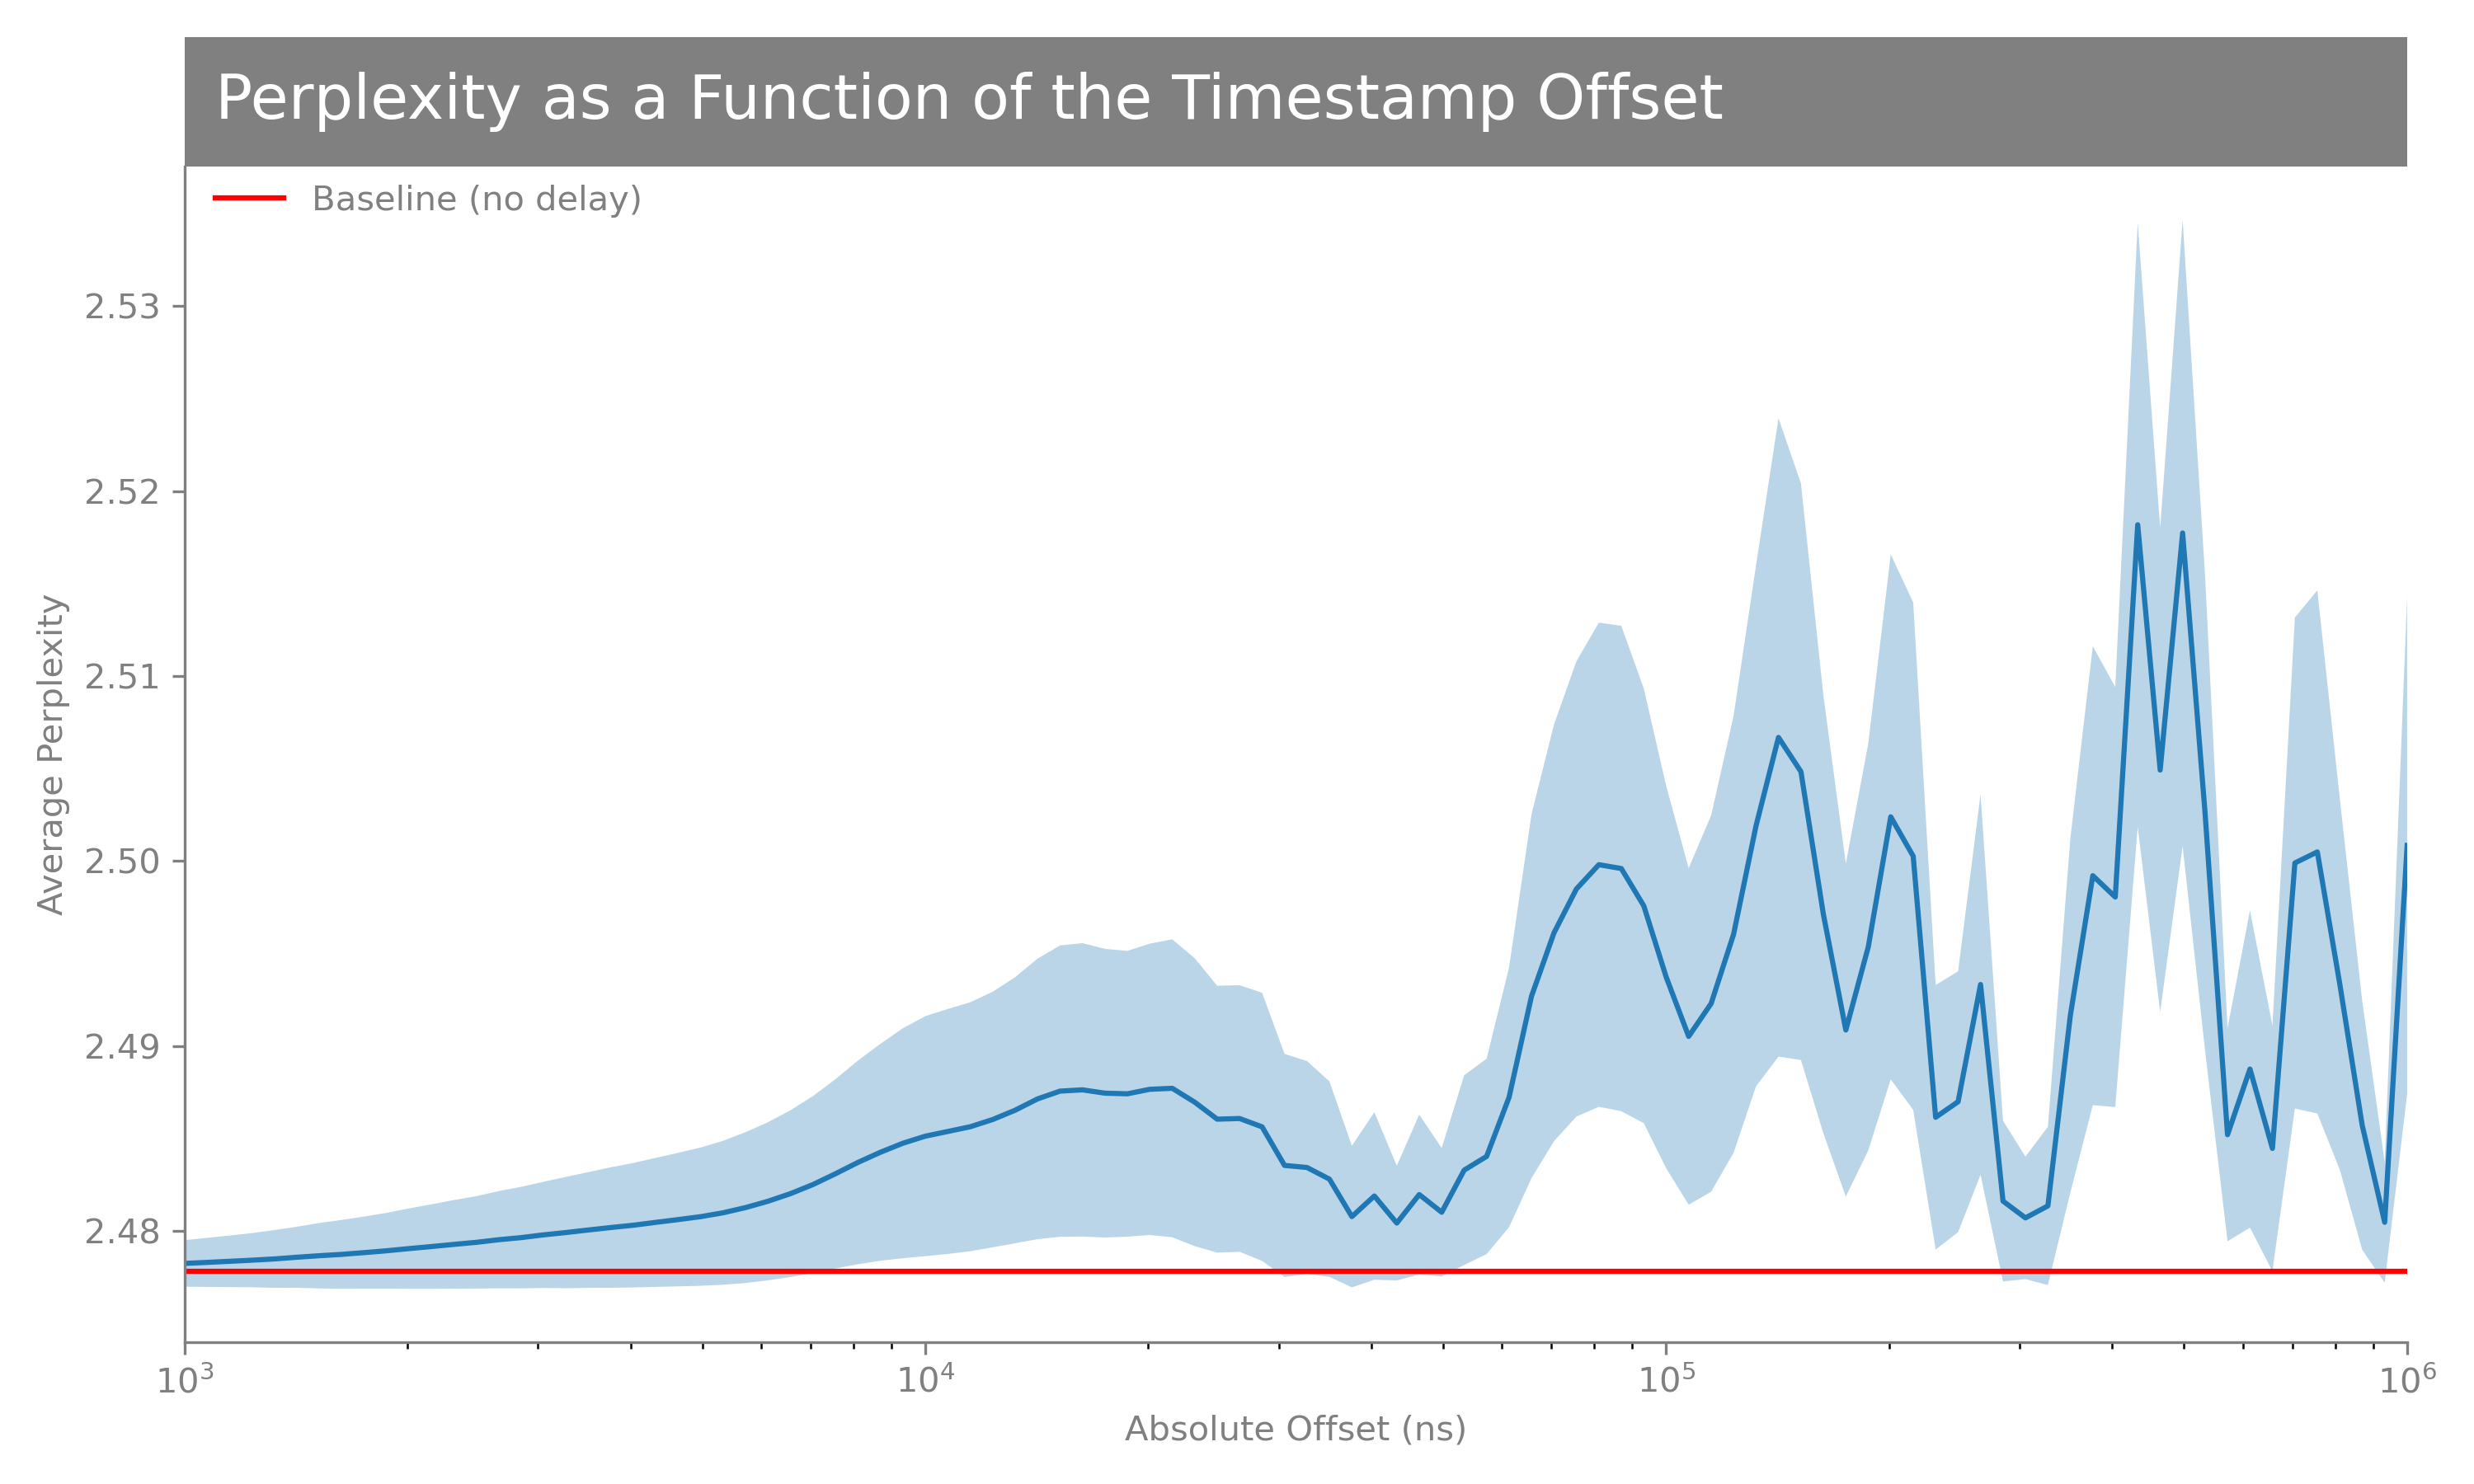 Perplexity as a Function of the Timestamp Offset
Baseline (no delay)
2.53
2.52
2.51
2.50
2.49
2.48
Average Perplexity
10³
10⁴
10⁵
10⁶
Absolute Offset (ns)